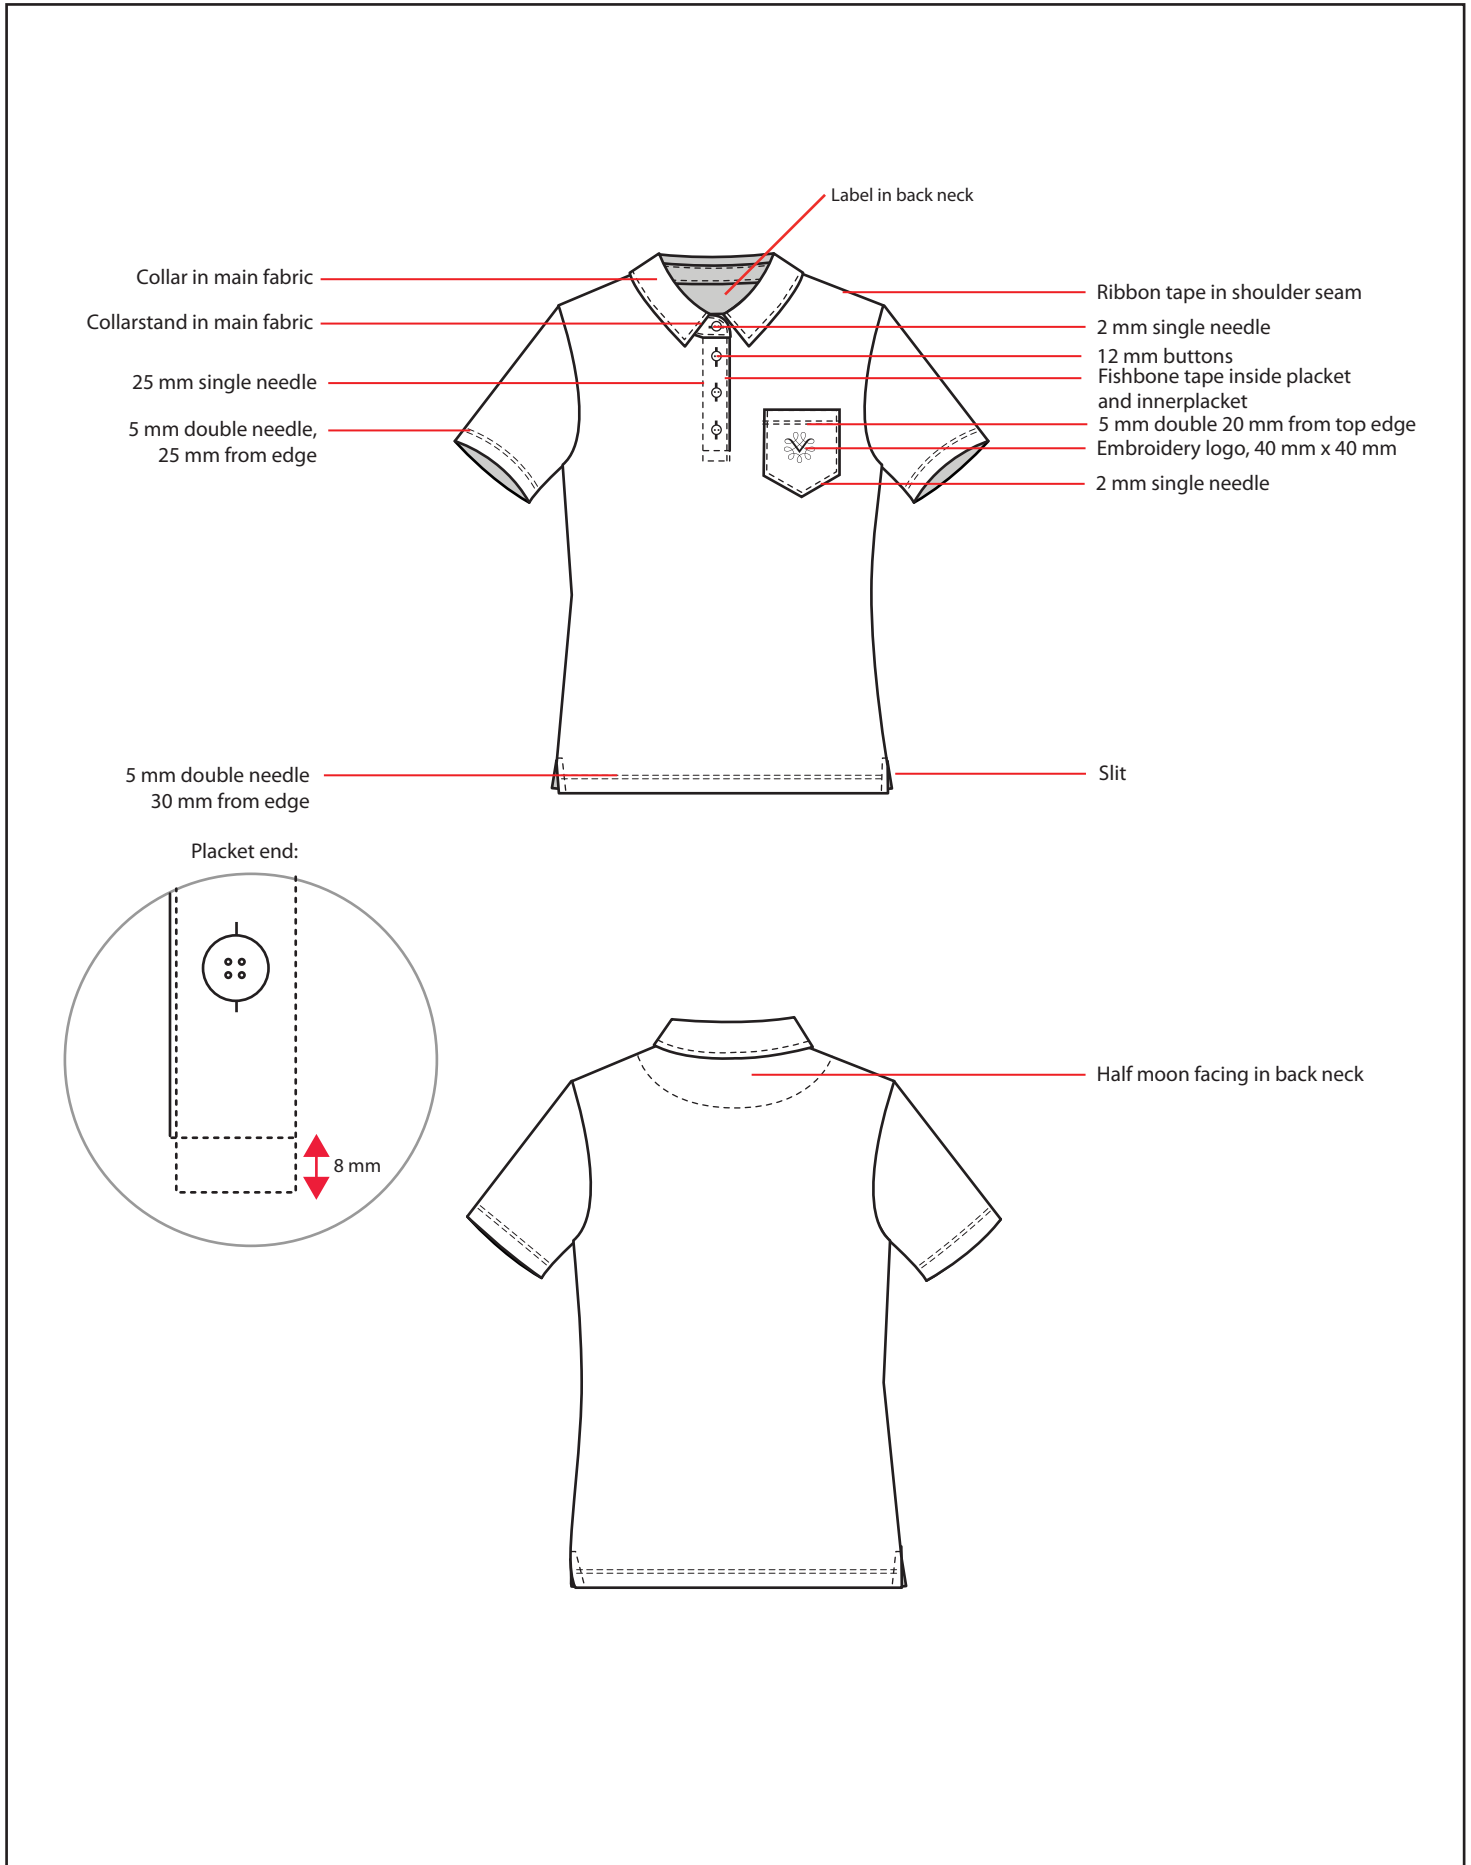 Label in back neck
Collar in main fabric
Collarstand in main fabric
25 mm single needle
5 mm double needle,
25 mm from edge
Ribbon tape in shoulder seam
2 mm single needle
12 mm buttons
Fishbone tape inside placket
and innerplacket
5 mm double 20 mm from top edge
Embroidery logo, 40 mm x 40 mm
2 mm single needle
5 mm double needle
30 mm from edge
Slit
Placket end:
8 mm
Half moon facing in back neck